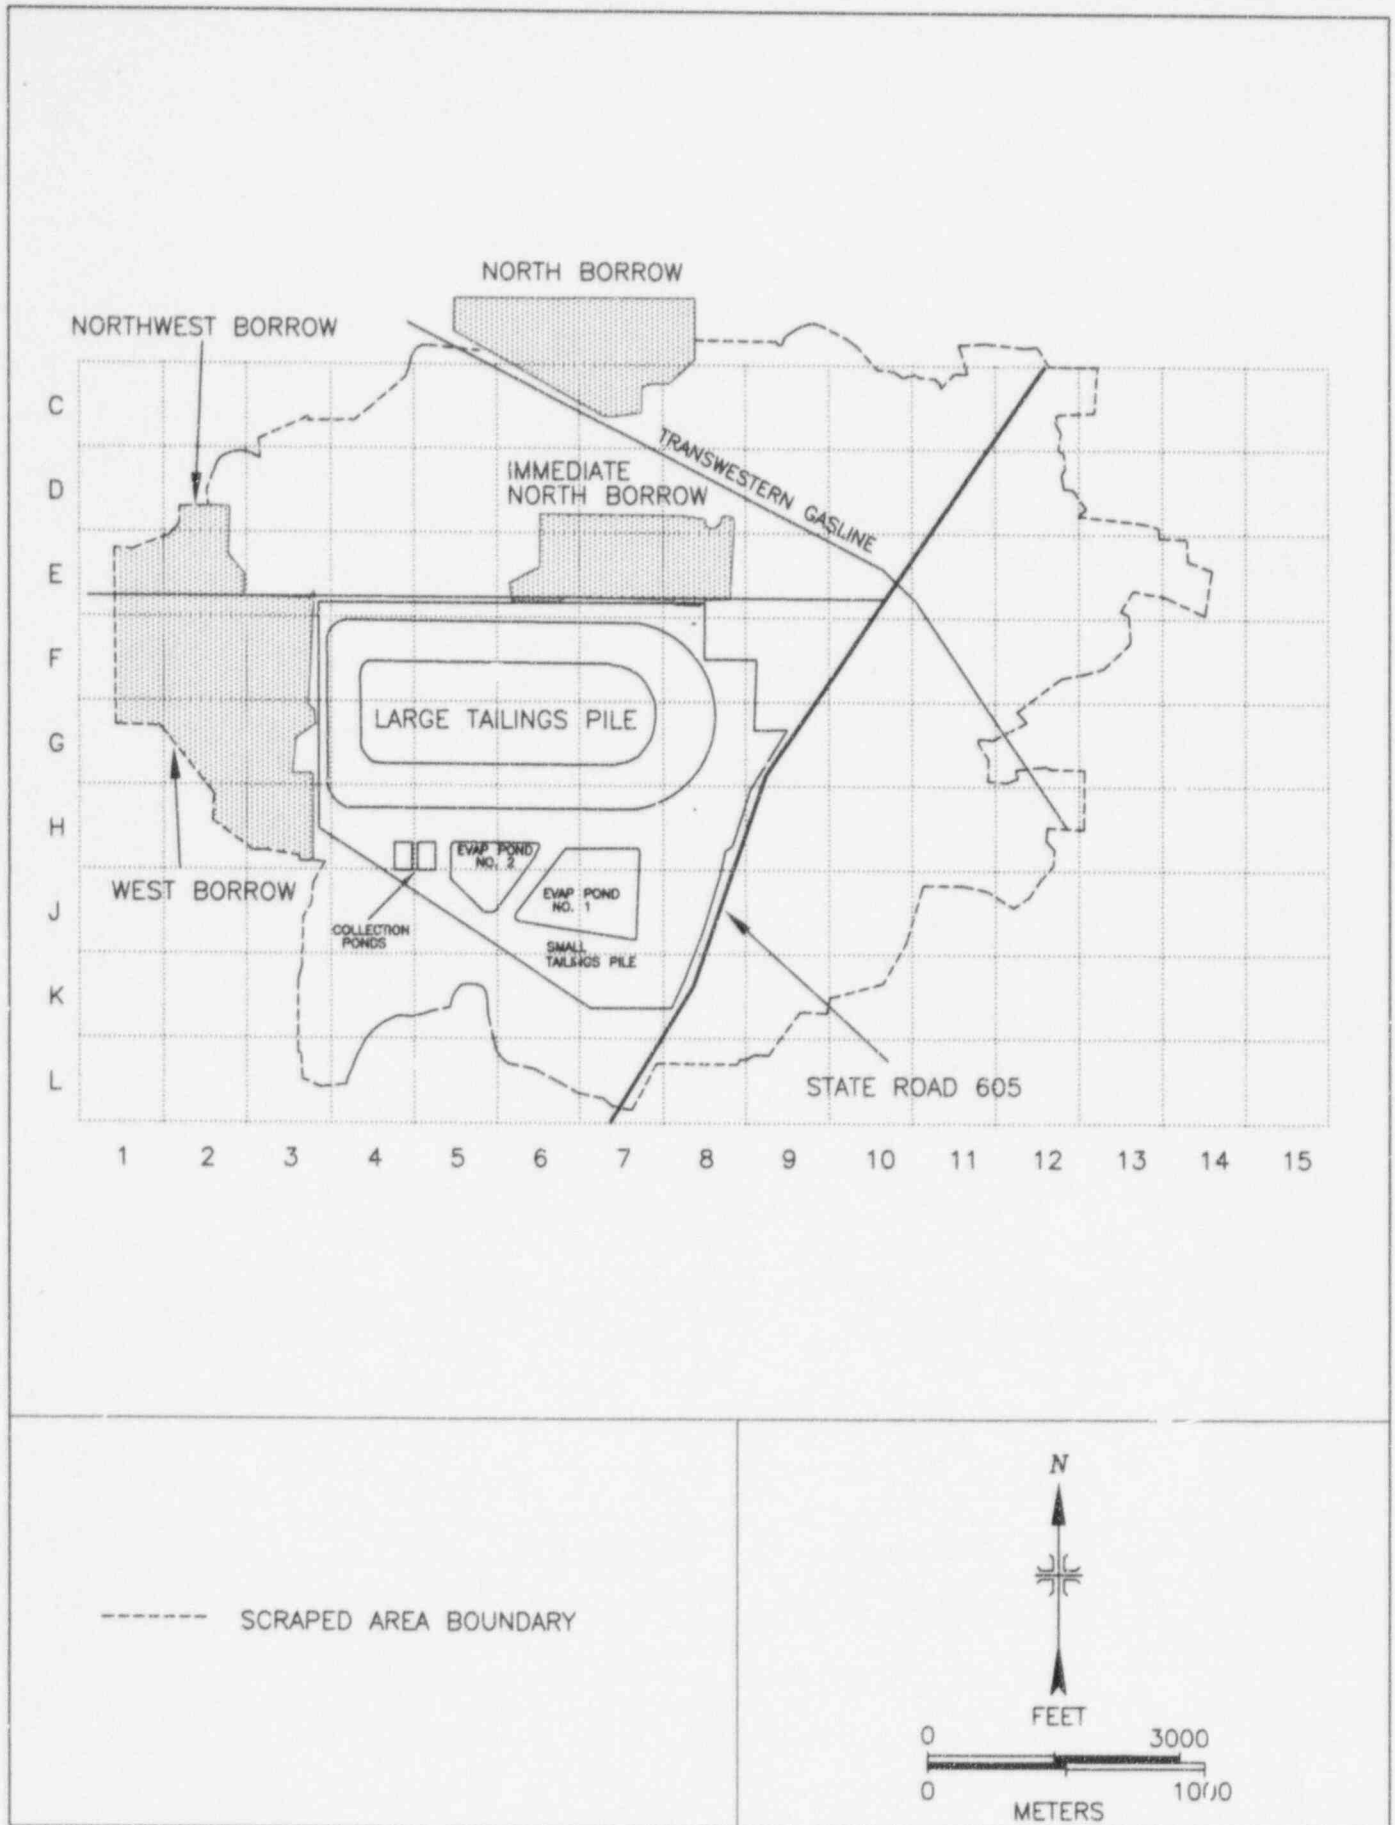 NORTH BORROW
NORTHWEST BORROW
C
D
E
F
G
H
J
K
L
IMMEDIATE
NORTH BORROW
TRANSWESTERN GASLINE
LARGE TAILINGS PILE
WEST BORROW
EVAP POND
NO. 2
EVAP POND
NO. 1
COLLECTION
PONDS
SMALL
TAILINGS PILE
STATE ROAD 605
1 2 3 4 5 6 7 8 9 10 11 12 13 14 15
SCRAPED AREA BOUNDARY
N
FEET
0 3000
0 1000
METERS